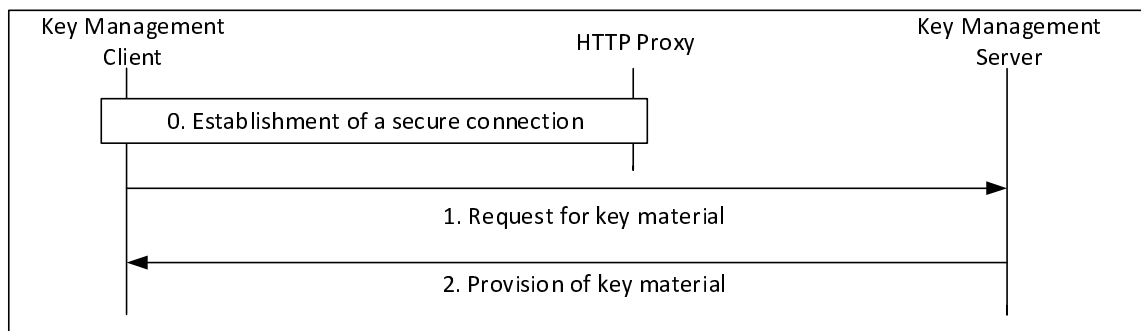 Key Management
Client
HTTP Proxy
Key Management
Server
0. Establishment of a secure connection
1. Request for key material
2. Provision of key material